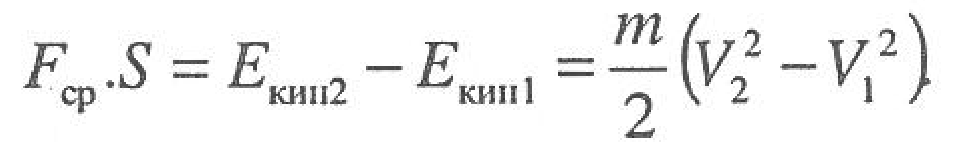 F_ср.S = E_кин2 − E_кин1 = m/2 (V_2^2 − V_1^2).